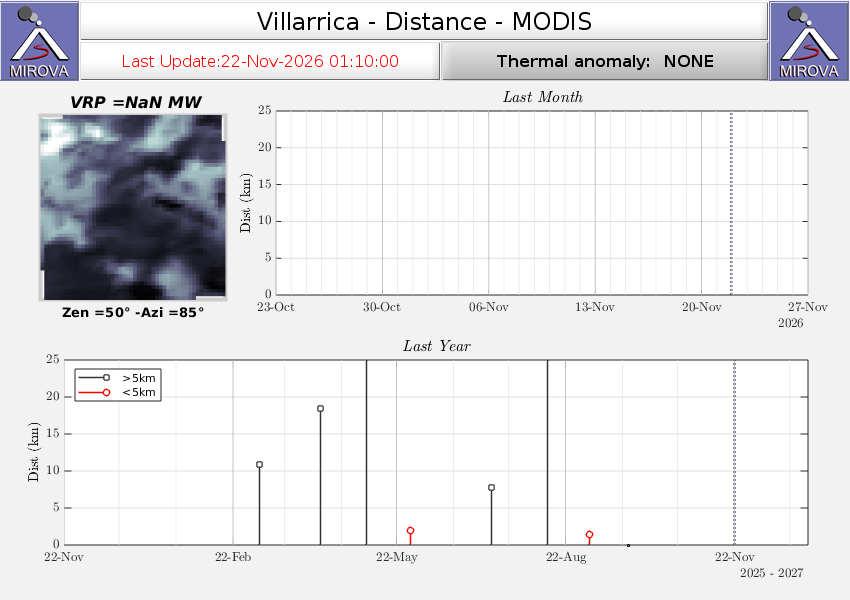 Villarrica - Distance - MODIS
MIROVA
Last Update:22-Nov-2026 01:10:00
Thermal anomaly:  NONE
MIROVA
VRP =NaN MW
Zen =50° -Azi =85°
Last Month
Dist (km)
25
20
15
10
5
0
23-Oct
30-Oct
06-Nov
13-Nov
20-Nov
27-Nov
2026
Last Year
Dist (km)
25
20
15
10
5
0
>5km
<5km
22-Nov
22-Feb
22-May
22-Aug
22-Nov
2025 - 2027